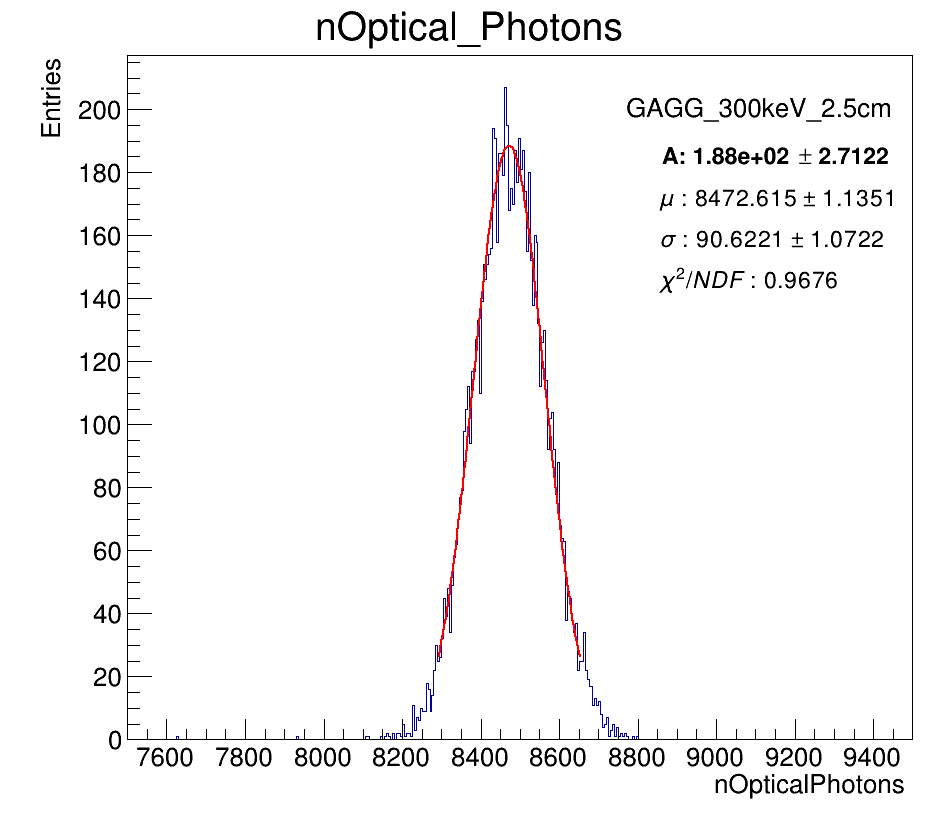 nOptical_Photons
Entries
GAGG_300keV_2.5cm
A: 1.88e+02 ± 2.7122
μ : 8472.615 ± 1.1351
σ : 90.6221 ± 1.0722
χ²/NDF : 0.9676
200
180
160
140
120
100
80
60
40
20
0
7600 7800 8000 8200 8400 8600 8800 9000 9200 9400
nOpticalPhotons